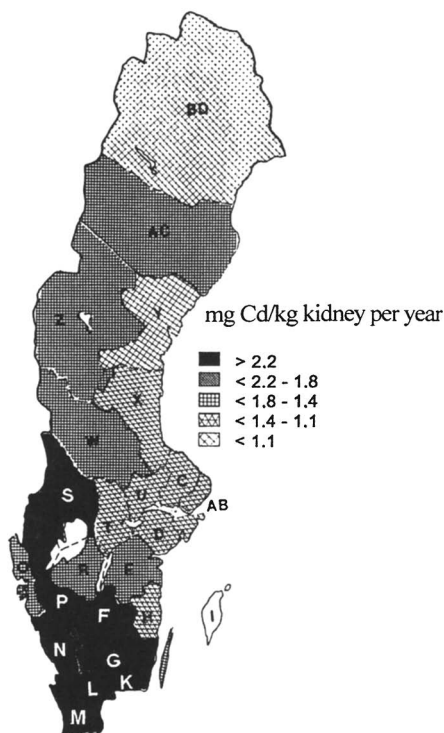 BD
AC
Z
Y
mg Cd/kg kidney per year
> 2.2
< 2.2 - 1.8
< 1.8 - 1.4
< 1.4 - 1.1
< 1.1
X
W
S
U
C
AB
T
D
O
R
E
P
F
H
I
N
G
K
L
M